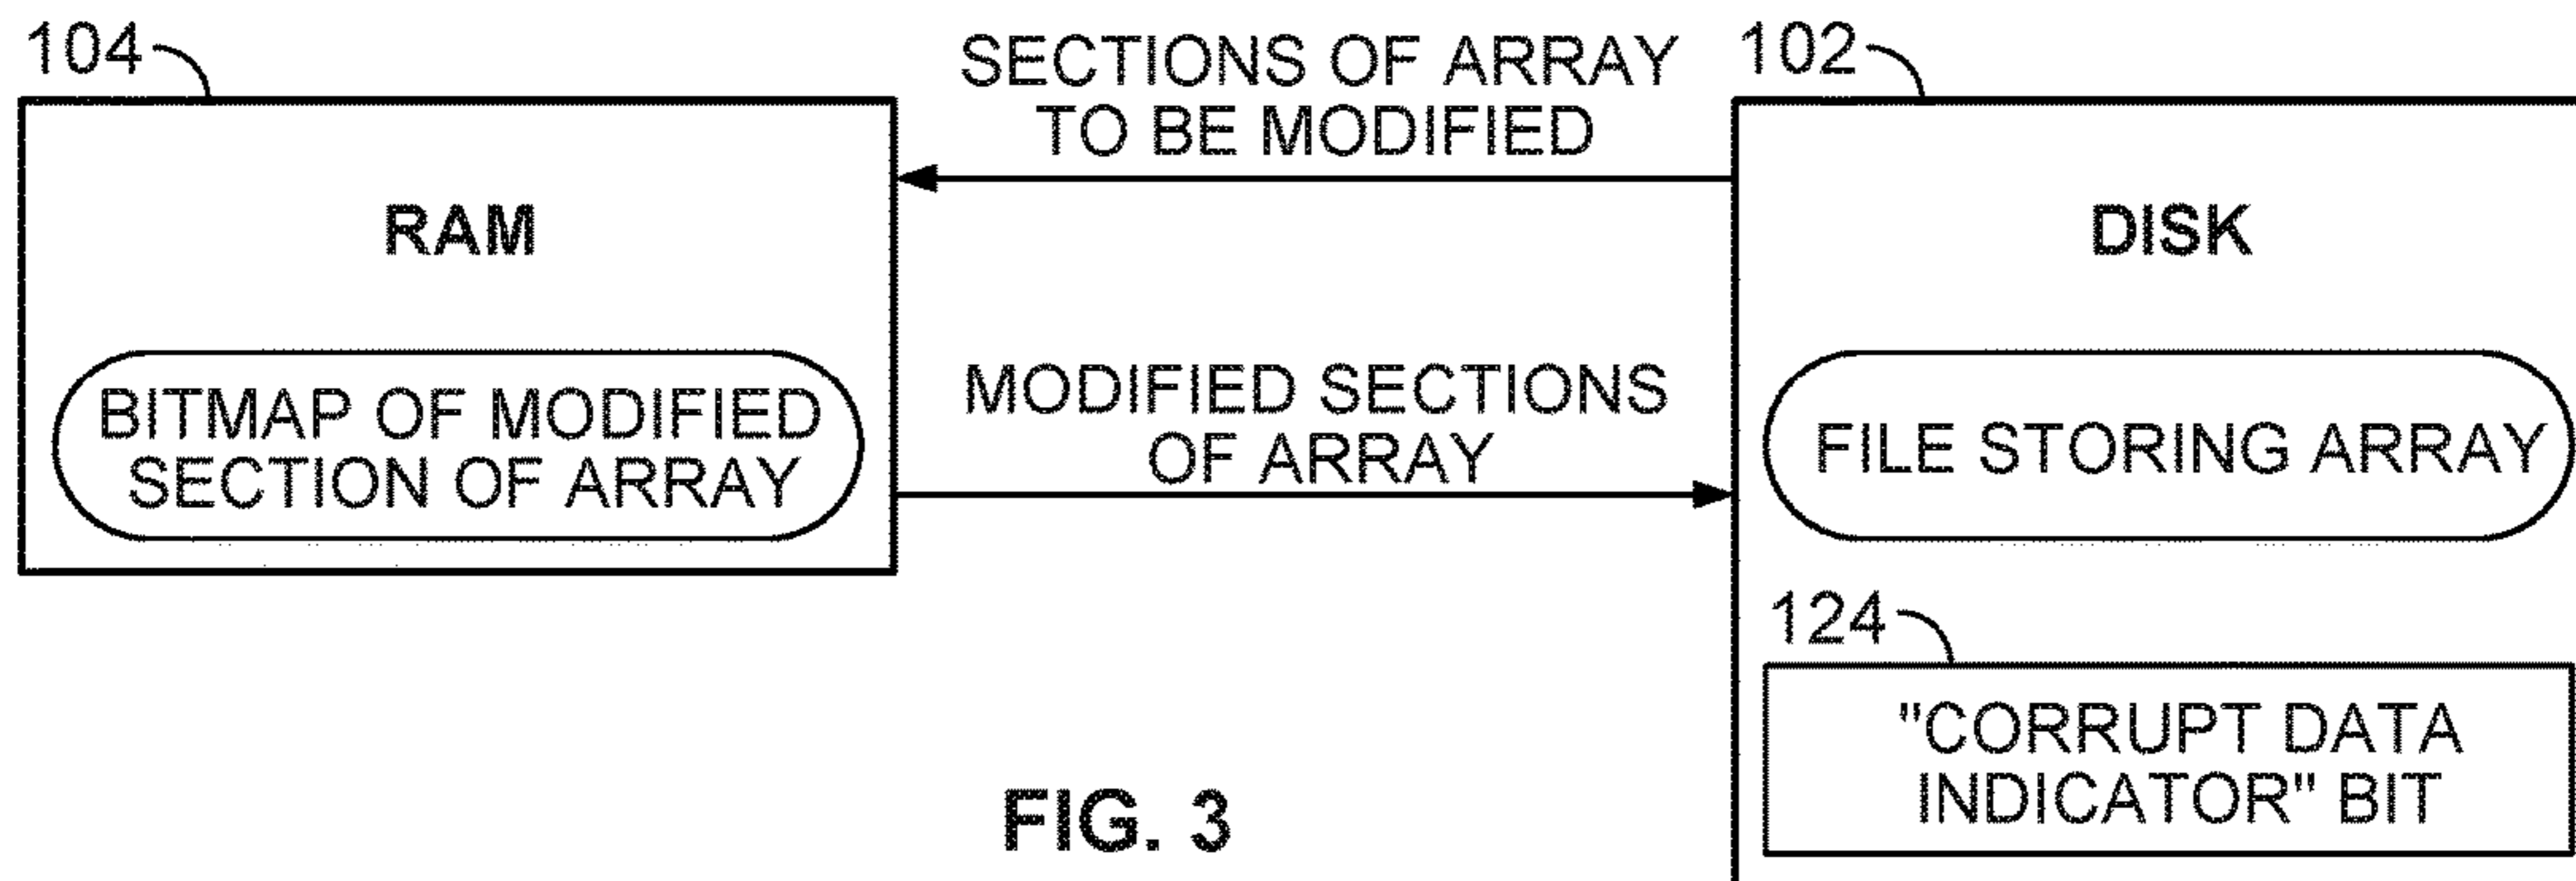 104
RAM
BITMAP OF MODIFIED
SECTION OF ARRAY
SECTIONS OF ARRAY
TO BE MODIFIED
MODIFIED SECTIONS
OF ARRAY
102
DISK
FILE STORING ARRAY
124
"CORRUPT DATA
INDICATOR" BIT
FIG. 3